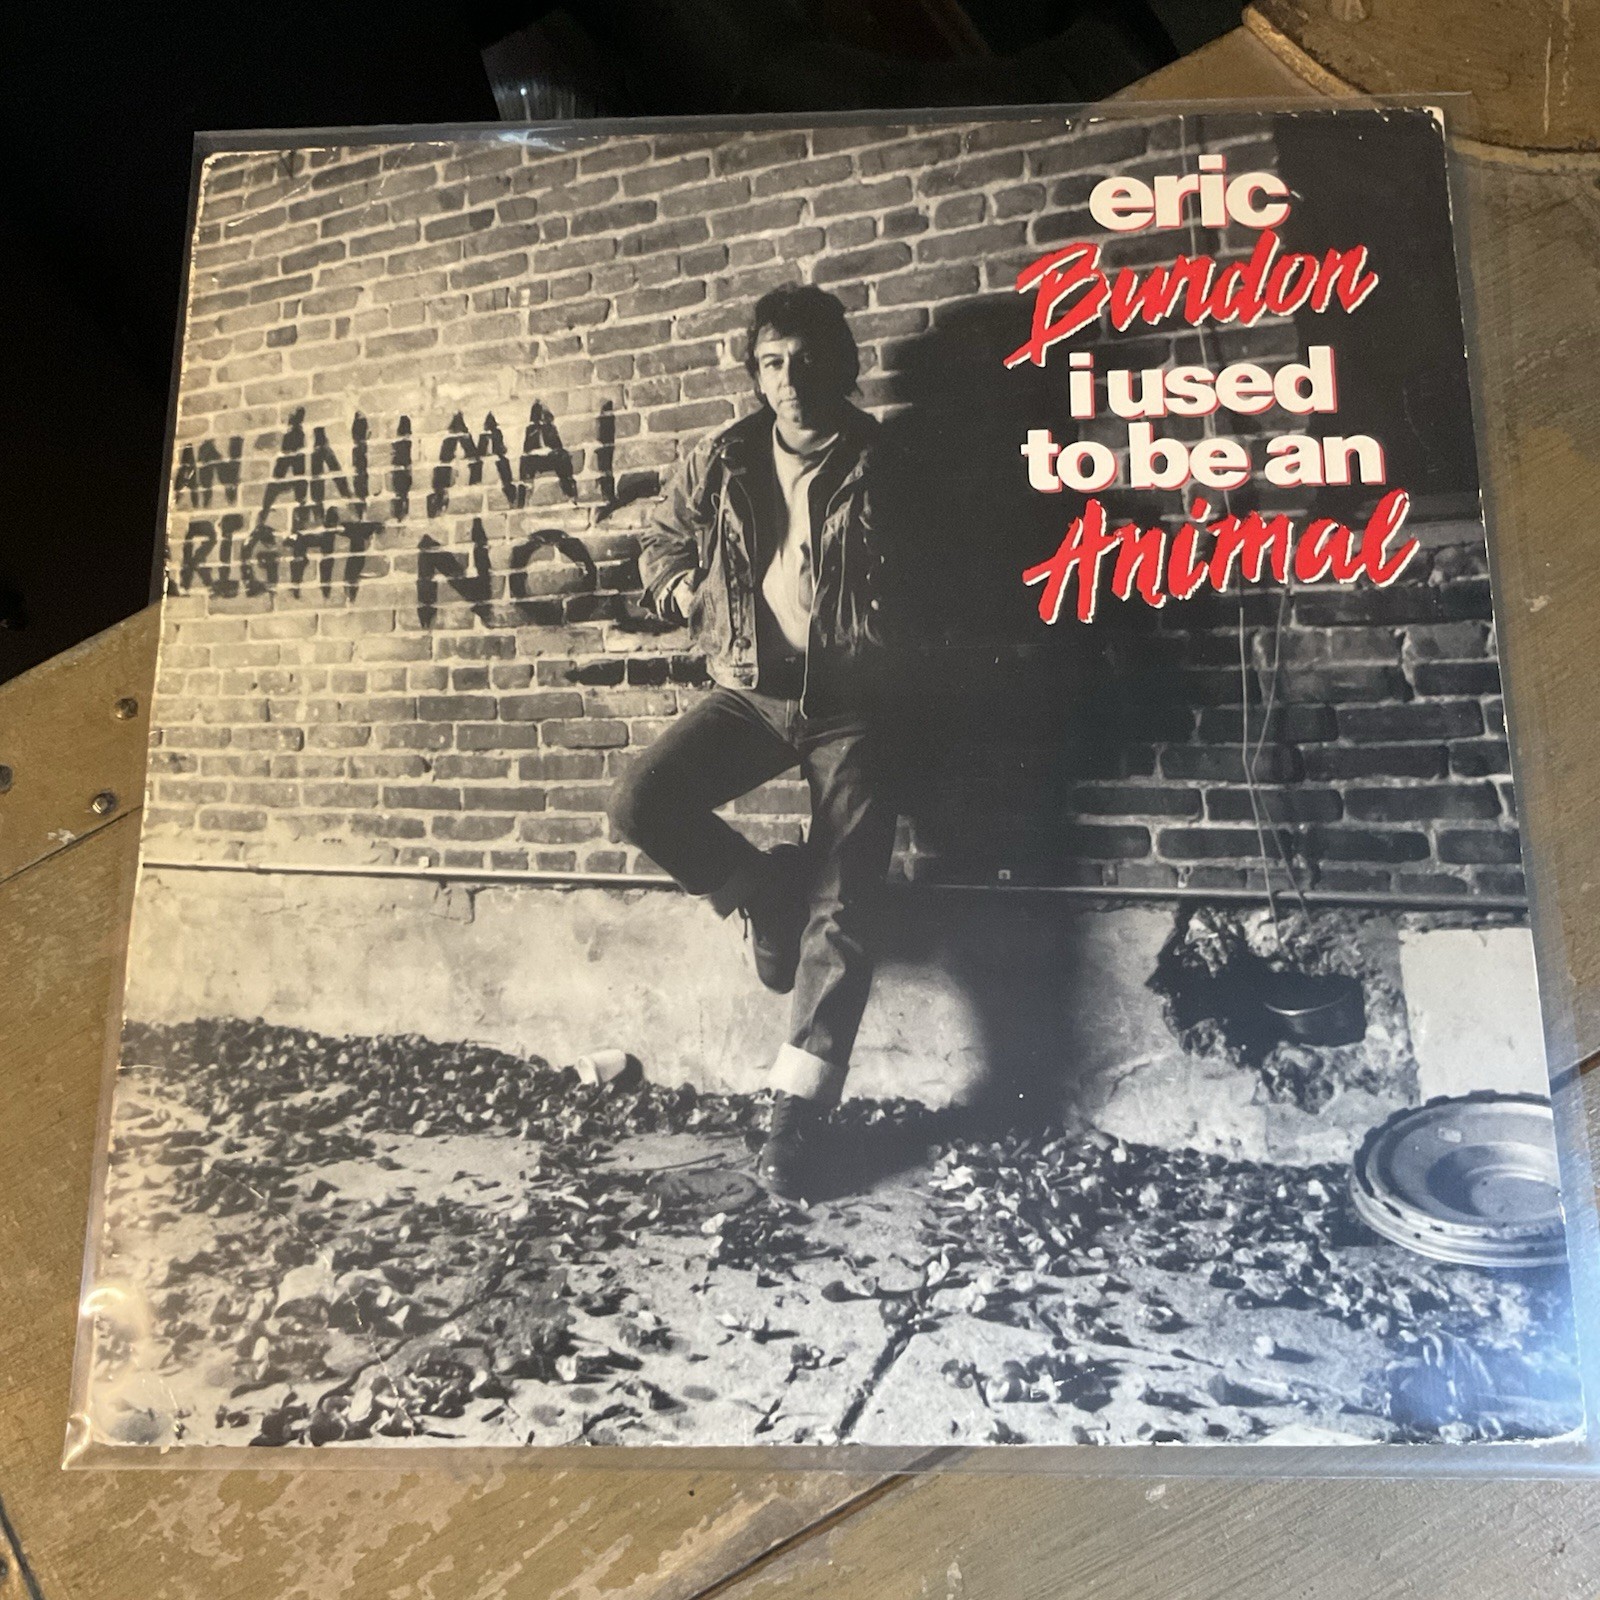 eric
Burdon
i used
to be an
Animal
AN ANIMAL
RIGHT NO